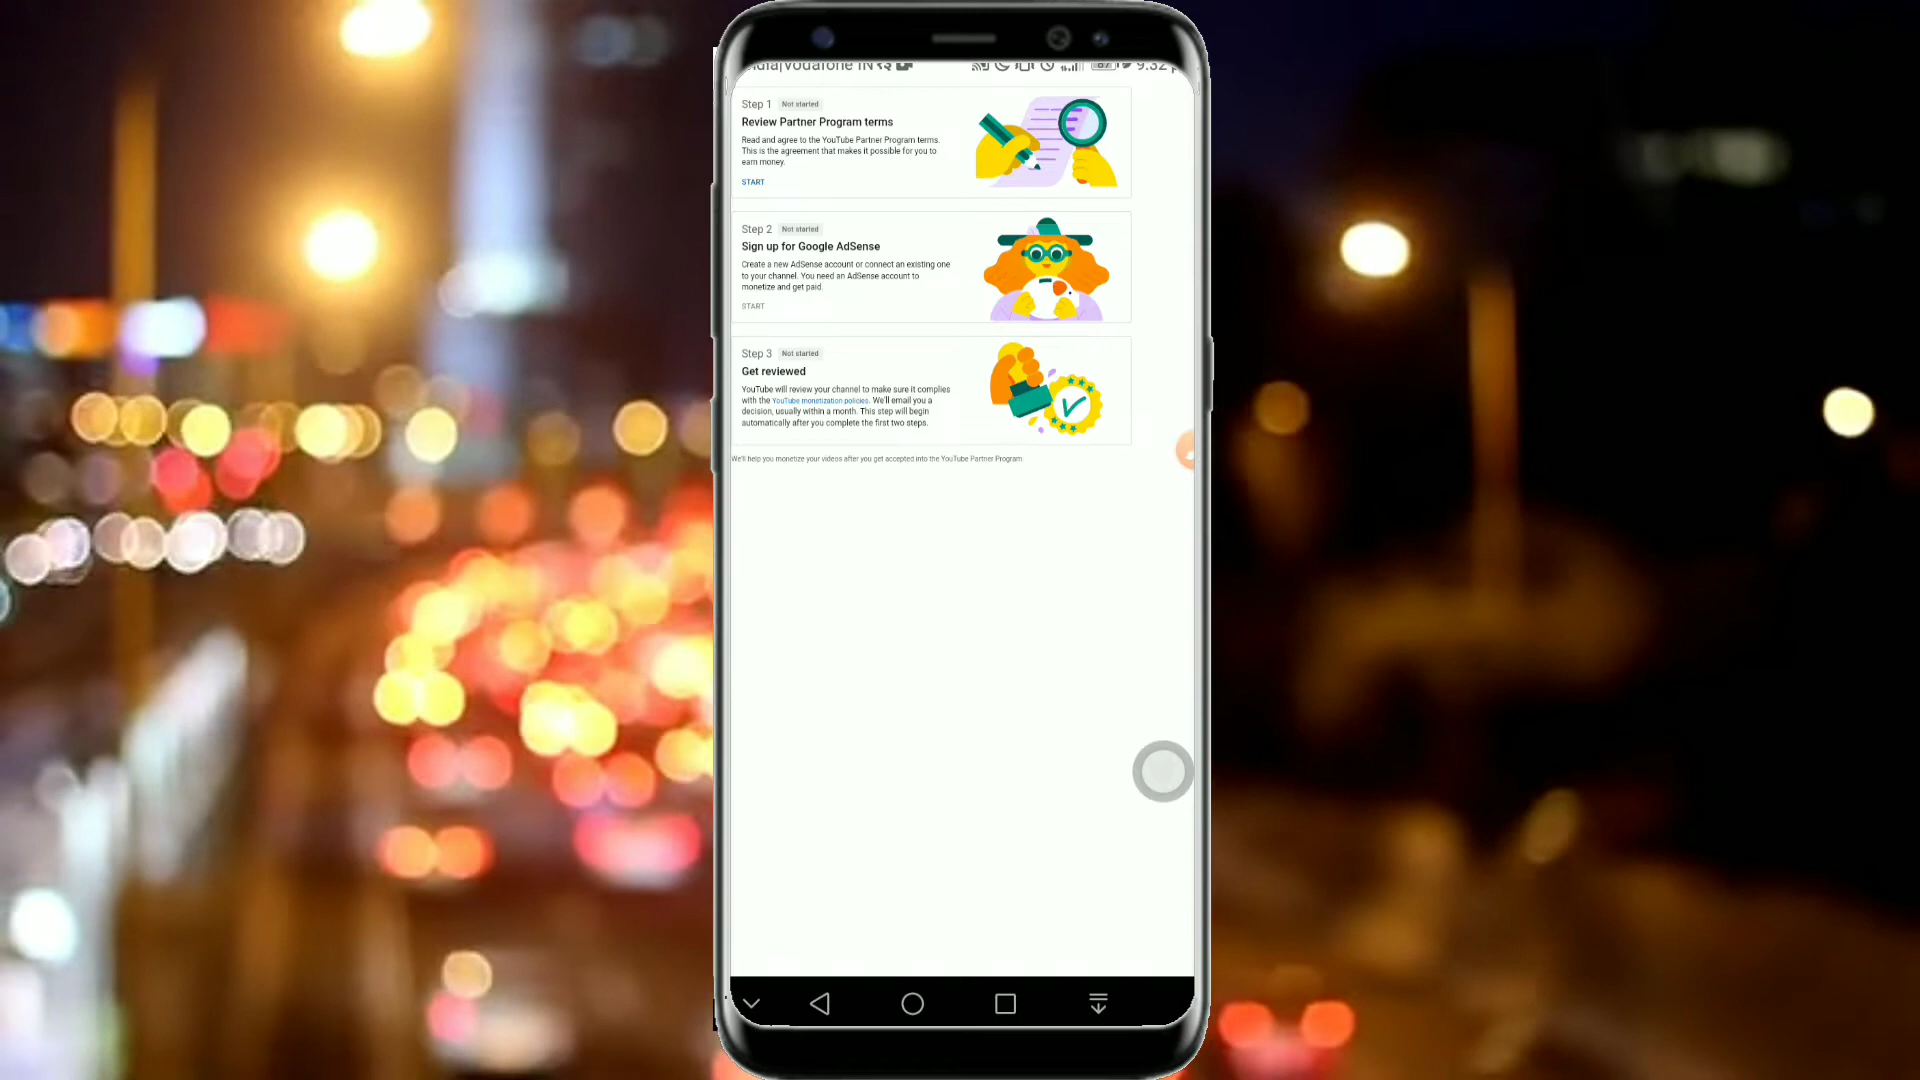 vodafone IN
9:32
Step 1 Not started
Review Partner Program terms
Read and agree to the YouTube Partner Program terms.
This is the agreement that makes it possible for you to
earn money.
START
Step 2 Not started
Sign up for Google AdSense
Create a new AdSense account or connect an existing one
to your channel. You need an AdSense account to
monetize and get paid.
START
Step 3 Not started
Get reviewed
YouTube will review your channel to make sure it complies
with the YouTube monetization policies. We'll email you a
decision, usually within a month. This step will begin
automatically after you complete the first two steps.
We'll help you monetize your videos after you get accepted into the YouTube Partner Program.